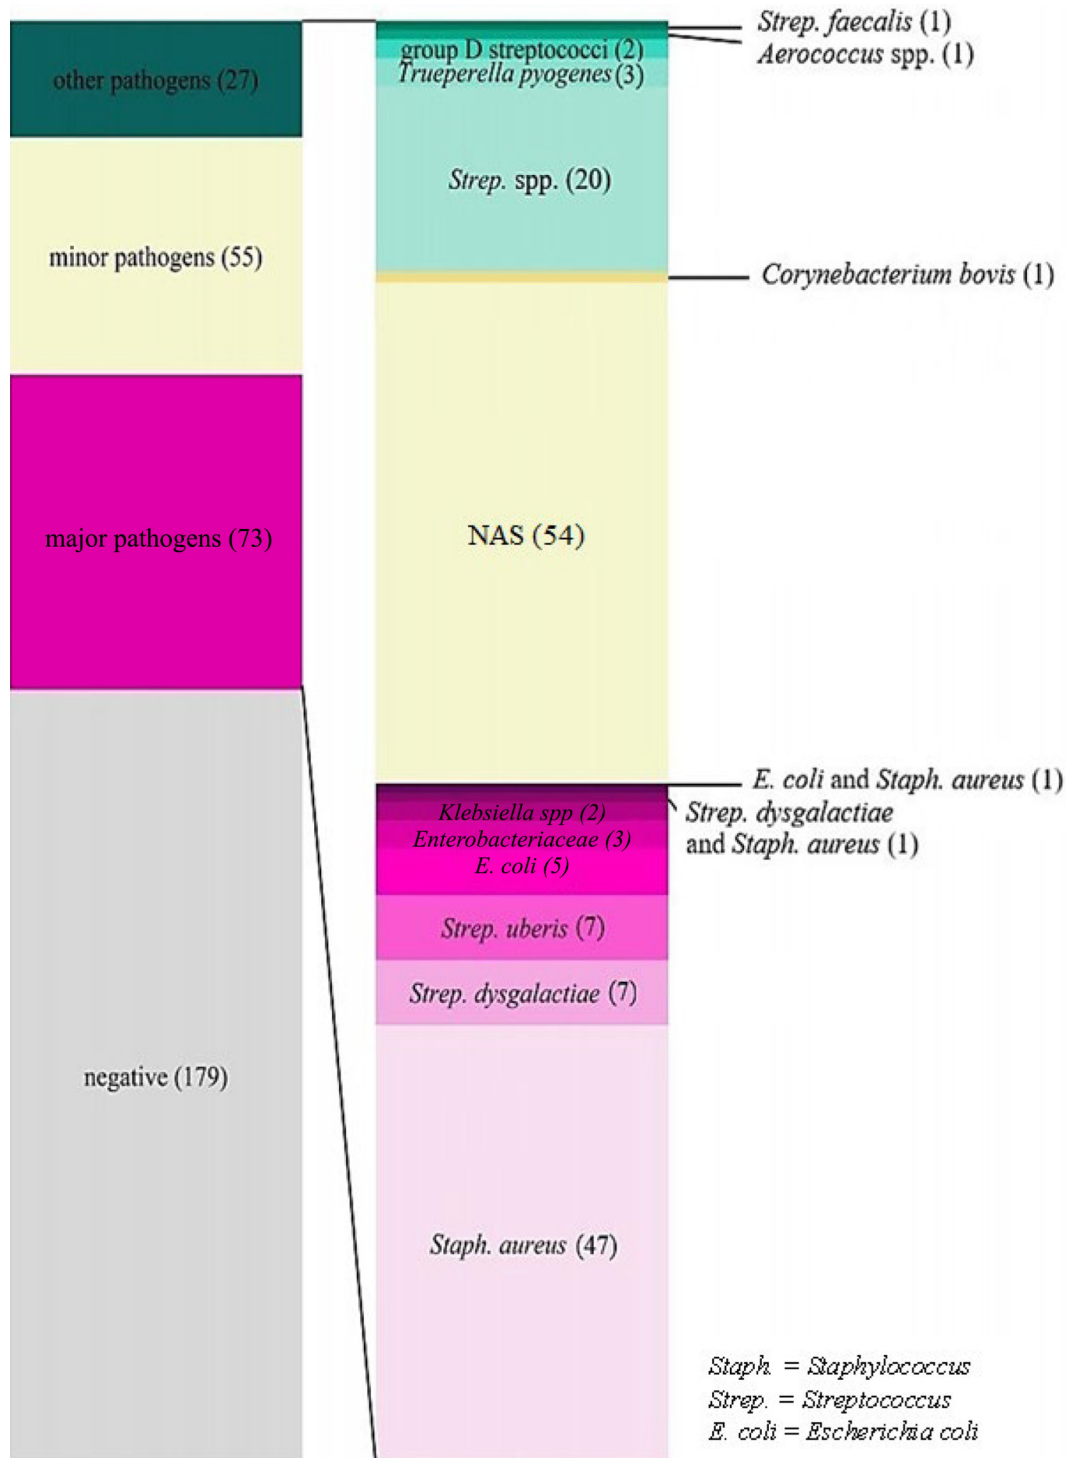 other pathogens (27)
minor pathogens (55)
major pathogens (73)
negative (179)
group D streptococci (2)
Trueperella pyogenes (3)
Strep. spp. (20)
NAS (54)
Klebsiella spp (2)
Enterobacteriaceae (3)
E. coli (5)
Strep. uberis (7)
Strep. dysgalactiae (7)
Staph. aureus (47)
Strep. faecalis (1)
Aerococcus spp. (1)
Corynebacterium bovis (1)
E. coli and Staph. aureus (1)
Strep. dysgalactiae
and Staph. aureus (1)
Staph. = Staphylococcus
Strep. = Streptococcus
E. coli = Escherichia coli